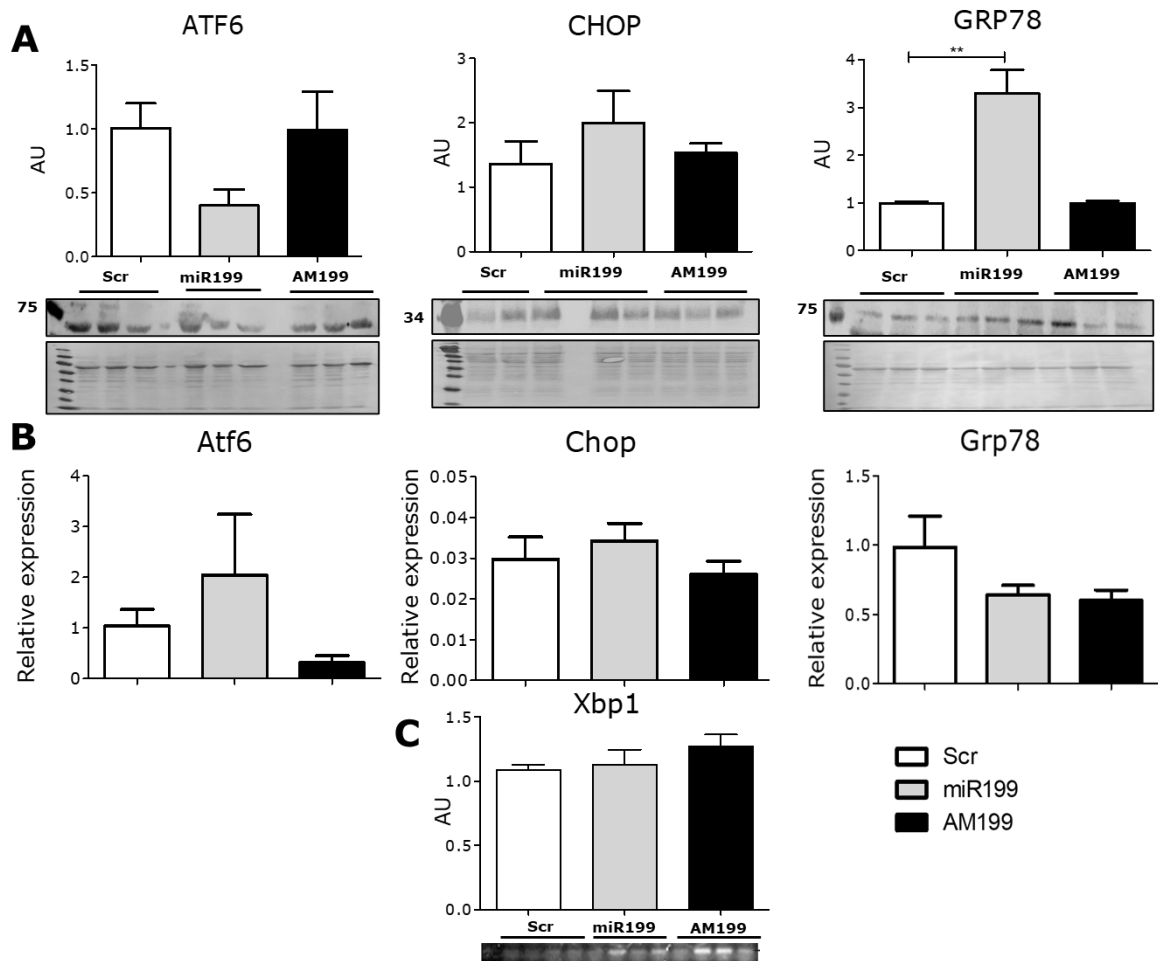 A
ATF6
CHOP
GRP78
1.5
1.0
0.5
0.0
AU
3
2
1
0
AU
**
4
3
2
1
0
AU
Scr miR199 AM199
Scr miR199 AM199
Scr miR199 AM199
75
34
75
B
Atf6
Chop
Grp78
Relative expression
4
3
2
1
0
Relative expression
0.05
0.04
0.03
0.02
0.01
0.00
Relative expression
1.5
1.0
0.5
0.0
C
Xbp1
1.5
1.0
0.5
0.0
AU
Scr miR199 AM199
Scr
miR199
AM199